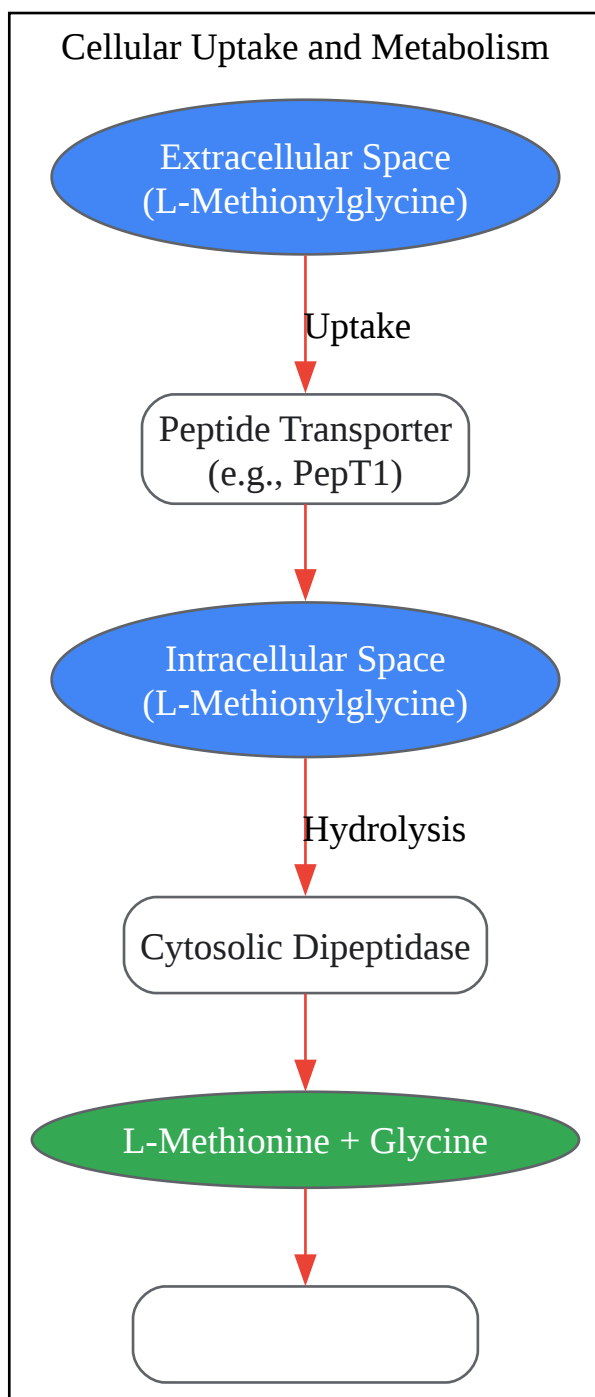 Cellular Uptake and Metabolism
Extracellular Space
(L-Methionylglycine)
Uptake
Peptide Transporter
(e.g., PepT1)
Intracellular Space
(L-Methionylglycine)
Hydrolysis
Cytosolic Dipeptidase
L-Methionine + Glycine